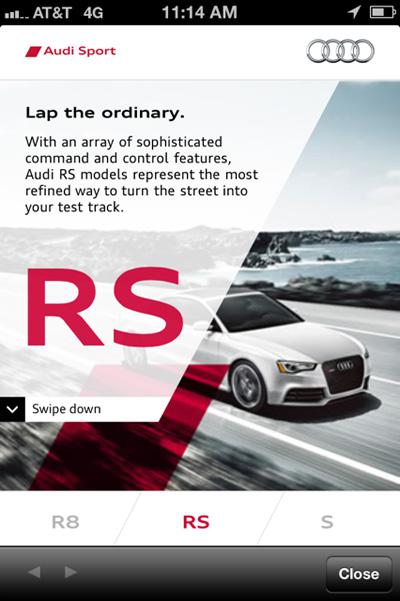 AT&T 4G 11:14 AM
Audi Sport
Lap the ordinary.
With an array of sophisticated
command and control features,
Audi RS models represent the most
refined way to turn the street into
your test track.
RS
Swipe down
R8 RS S
Close